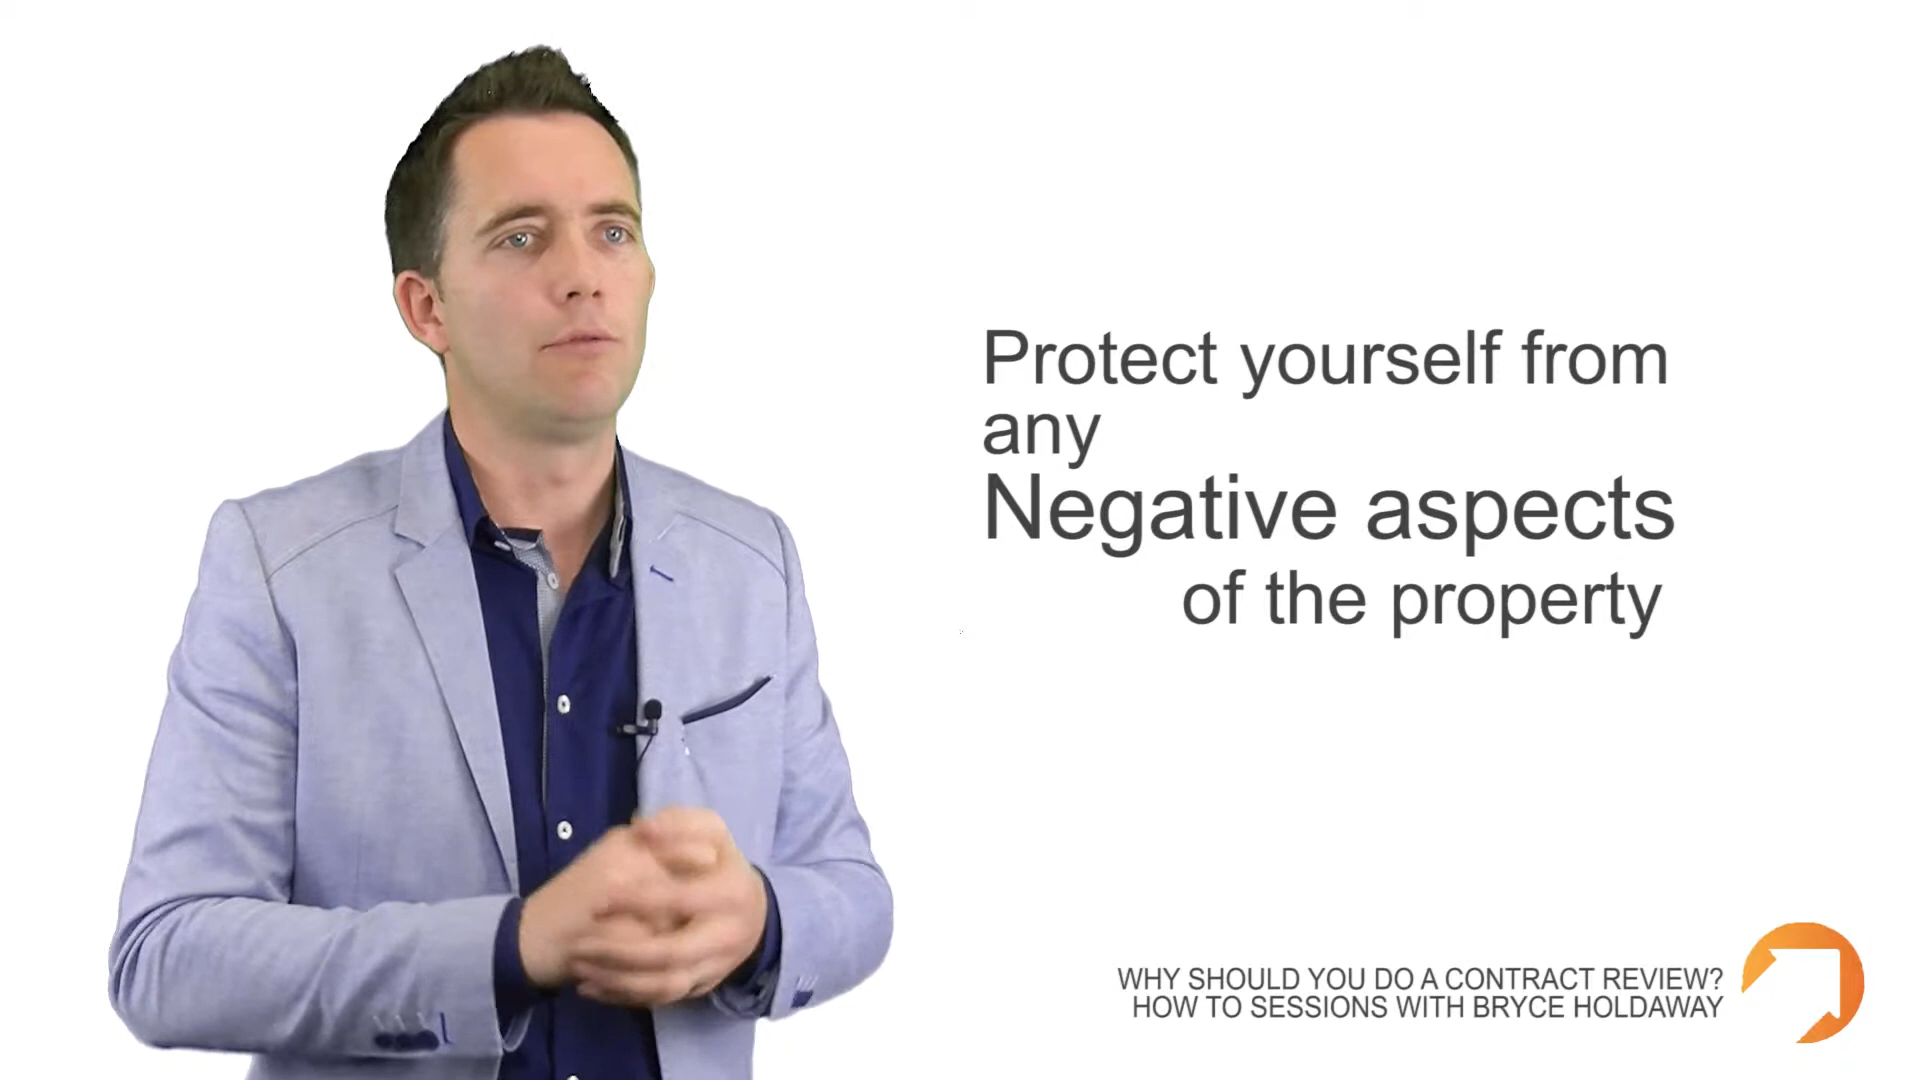 Protect yourself from
any
Negative aspects
of the property
WHY SHOULD YOU DO A CONTRACT REVIEW?
HOW TO SESSIONS WITH BRYCE HOLDAWAY